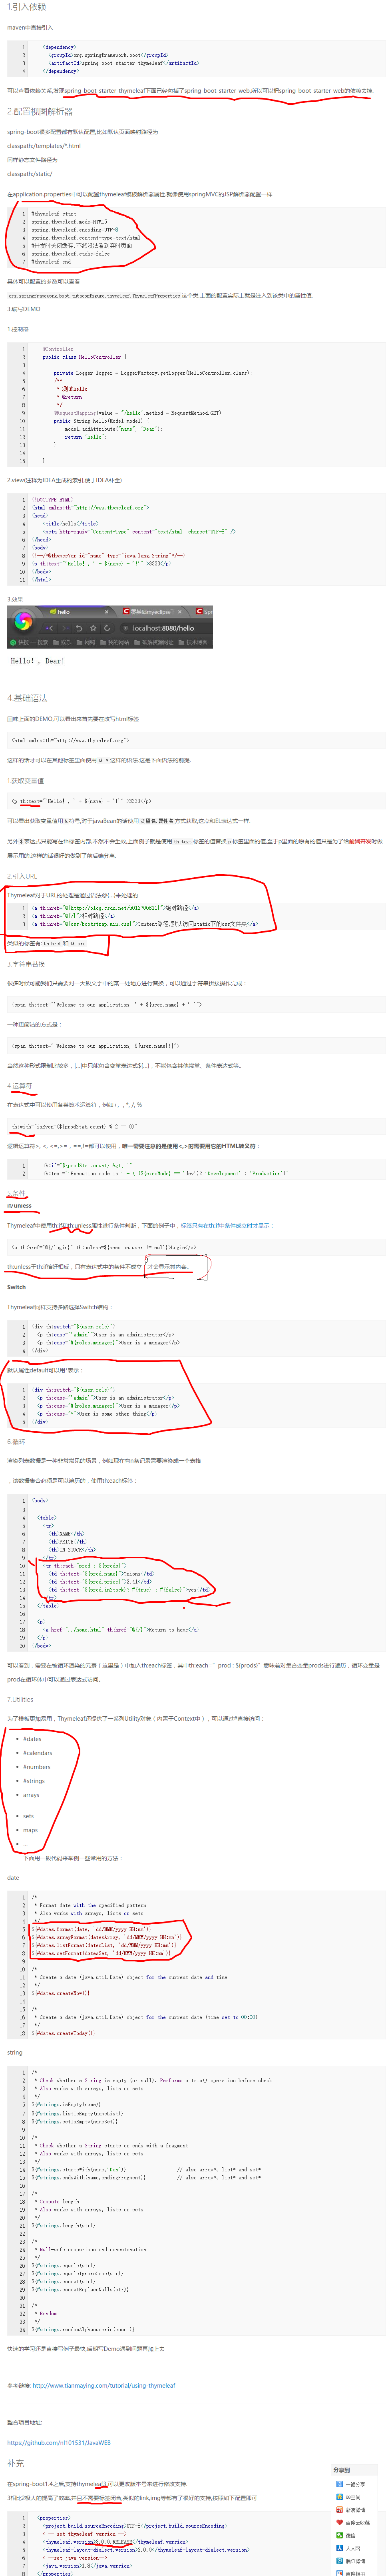 1.引入依赖
maven中直接引入
1 <dependency>
2 <groupId>org.springframework.boot</groupId>
3 <artifactId>spring-boot-starter-thymeleaf</artifactId>
4 </dependency>
可以查看依赖关系,发现spring-boot-starter-thymeleaf下面已经包括了spring-boot-starter-web,所以可以把spring-boot-starter-web的依赖去掉.
2.配置视图解析器
spring-boot很多配置都有默认配置,比如默认页面映射路径为
classpath:/templates/*.html
同样静态文件路径为
classpath:/static/
在application.properties中可以配置thymeleaf模板解析器属性.就像使用springMVC的JSP解析器配置一样
1 #thymeleaf start
2 spring.thymeleaf.mode=HTML5
3 spring.thymeleaf.encoding=UTF-8
4 spring.thymeleaf.content-type=text/html
5 #开发时关闭缓存,不然没法看到实时页面
6 spring.thymeleaf.cache=false
7 #thymeleaf end
具体可以配置的参数可以查看
org.springframework.boot.autoconfigure.thymeleaf.ThymeleafProperties 这个类,上面的配置实际上就是注入到该类中的属性值.
3.编写DEMO
1.控制器
1 @Controller
2 public class HelloController {
3
4 private Logger logger = LoggerFactory.getLogger(HelloController.class);
5 /**
6 * 测试hello
7 * @return
8 */
9 @RequestMapping(value = "/hello",method = RequestMethod.GET)
10 public String hello(Model model) {
11 model.addAttribute("name", "Dear");
12 return "hello";
13 }
14
15 }
2.view(注释为IDEA生成的索引,便于IDEA补全)
1 <!DOCTYPE HTML>
2 <html xmlns:th="http://www.thymeleaf.org">
3 <head>
4 <title>hello</title>
5 <meta http-equiv="Content-Type" content="text/html; charset=UTF-8" />
6 </head>
7 <body>
8 <!--/*@thymesVar id="name" type="java.lang.String"*/-->
9 <p th:text="'Hello！, ' + ${name} + '!'" >3333</p>
10 </body>
11 </html>
3.效果
hello
localhost:8080/hello
Hello!, Dear!
4.基础语法
回味上面的DEMO,可以看出来首先要在改写html标签
<html xmlns:th="http://www.thymeleaf.org">
这样的话才可以在其他标签里面使用 th:* 这样的语法.这是下面语法的前提.
1.获取变量值
<p th:text="'Hello！, ' + ${name} + '!'" >3333</p>
可以看出获取变量值用 $ 符号,对于javaBean的话使用 变量名.属性名 方式获取,这点和EL表达式一样.
另外 $ 表达式只能写在th标签内部,不然不会生效,上面例子就是使用 th:text 标签的值替换 p 标签里面的值,至于p里面的原有的值只是为了给前端开发时做展示用的.这样的话很好的做到了前后端分离.
2.引入URL
Thymeleaf对于URL的处理是通过语法@{...}来处理的
1 <a th:href="@{http://blog.csdn.net/u012706811}">绝对路径</a>
2 <a th:href="@{/}">相对路径</a>
3 <a th:href="@{css/bootstrap.min.css}">Content路径,默认访问static下的css文件夹</a>
类似的标签有: th:href 和 th:src
3.字符串替换
很多时候可能我们只需要对一大段文字中的某一处地方进行替换，可以通过字符串拼接操作完成：
<span th:text="'Welcome to our application, ' + ${user.name} + '!'">
一种更简洁的方式是：
<span th:text="|Welcome to our application, ${user.name}!|">
当然这种形式限制比较多，|...|中只能包含变量表达式${...}，不能包含其他常量、条件表达式等。
4.运算符
在表达式中可以使用各类算术运算符，例如+, -, *, /, %
th:with="isEven=(${prodStat.count} % 2 == 0)"
逻辑运算符>, <, <=,>=，==,!=都可以使用，唯一需要注意的是使用<,>时需要用它的HTML转义符：
1 th:if="${prodStat.count} &gt; 1"
2 th:text="'Execution mode is ' + ( (${execMode} == 'dev')? 'Development' : 'Production')"
5.条件
if/unless
Thymeleaf中使用th:if和th:unless属性进行条件判断，下面的例子中，标签只有在th:if中条件成立时才显示：
<a th:href="@{/login}" th:unless=${session.user != null}>Login</a>
th:unless于th:if恰好相反，只有表达式中的条件不成立，才会显示其内容。
Switch
Thymeleaf同样支持多路选择Switch结构：
1 <div th:switch="${user.role}">
2 <p th:case="'admin'">User is an administrator</p>
3 <p th:case="#{roles.manager}">User is a manager</p>
4 </div>
默认属性default可以用*表示：
1 <div th:switch="${user.role}">
2 <p th:case="'admin'">User is an administrator</p>
3 <p th:case="#{roles.manager}">User is a manager</p>
4 <p th:case="*">User is some other thing</p>
5 </div>
6.循环
渲染列表数据是一种非常常见的场景，例如现在有n条记录需要渲染成一个表格
，该数据集合必须是可以遍历的，使用th:each标签：
1 <body>
2
3
4 <table>
5 <tr>
6 <th>NAME</th>
7 <th>PRICE</th>
8 <th>IN STOCK</th>
9 </tr>
10 <tr th:each="prod : ${prods}">
11 <td th:text="${prod.name}">Onions</td>
12 <td th:text="${prod.price}">2.41</td>
13 <td th:text="${prod.inStock}? #{true} : #{false}">yes</td>
14 </tr>
15 </table>
16
17 <p>
18 <a href="../home.html" th:href="@{/}">Return to home</a>
19 </p>
20 </body>
可以看到，需要在被循环渲染的元素（这里是）中加入th:each标签，其中th:each=”prod : ${prods}”意味着对集合变量prods进行遍历，循环变量是prod在循环体中可以通过表达式访问。
7.Utilities
为了模板更加易用，Thymeleaf还提供了一系列Utility对象（内置于Context中），可以通过#直接访问：
#dates
#calendars
#numbers
#strings
arrays
sets
maps
...
下面用一段代码来举例一些常用的方法：
date
1 /*
2 * Format date with the specified pattern
3 * Also works with arrays, lists or sets
4 */
5 ${#dates.format(date, 'dd/MMM/yyyy HH:mm')}
6 ${#dates.arrayFormat(datesArray, 'dd/MMM/yyyy HH:mm')}
7 ${#dates.listFormat(datesList, 'dd/MMM/yyyy HH:mm')}
8 ${#dates.setFormat(datesSet, 'dd/MMM/yyyy HH:mm')}
9
10 /*
11 * Create a date (java.util.Date) object for the current date and time
12 */
13 ${#dates.createNow()}
14
15 /*
16 * Create a date (java.util.Date) object for the current date (time set to 00:00)
17 */
18 ${#dates.createToday()}
string
1 /*
2 * Check whether a String is empty (or null). Performs a trim() operation before check
3 * Also works with arrays, lists or sets
4 */
5 ${#strings.isEmpty(name)}
6 ${#strings.arrayIsEmpty(nameArr)}
7 ${#strings.listIsEmpty(nameList)}
8 ${#strings.setIsEmpty(nameSet)}
9
10 /*
11 * Check whether a String starts or ends with a fragment
12 * Also works with arrays, lists or sets
13 */
14 ${#strings.startsWith(name,'Don')} // also array*, list* and set*
15 ${#strings.endsWith(name,endingFragment)} // also array*, list* and set*
16
17 /*
18 * Compute length
19 * Also works with arrays, lists or sets
20 */
21 ${#strings.length(str)}
22
23 /*
24 * Null-safe comparison and concatenation
25 */
26 ${#strings.equals(str)}
27 ${#strings.equalsIgnoreCase(str)}
28 ${#strings.concat(str)}
29 ${#strings.concatReplaceNulls(str)}
30
31 /*
32 * Random
33 */
34 ${#strings.randomAlphanumeric(count)}
快速的学习还是直接写例子最快,后期写Demo遇到问题再加上去
参考链接: http://www.tianmaying.com/tutorial/using-thymeleaf
整合项目地址:
https://github.com/nl101531/JavaWEB
补充
在spring-boot1.4之后,支持thymeleaf3,可以更改版本号来进行修改支持.
3相比2极大的提高了效率,并且不需要标签闭合,类似的link,img等都有了很好的支持,按照如下配置即可
1 <properties>
2 <project.build.sourceEncoding>UTF-8</project.build.sourceEncoding>
3 <!-- set thymeleaf version -->
4 <thymeleaf.version>3.0.0.RELEASE</thymeleaf.version>
5 <thymeleaf-layout-dialect.version>2.0.0</thymeleaf-layout-dialect.version>
6 <!--set java version-->
7 <java.version>1.8</java.version>
8 </properties>
分享到
一键分享
QQ空间
新浪微博
百度云收藏
微信
人人网
腾讯微博
百度相册